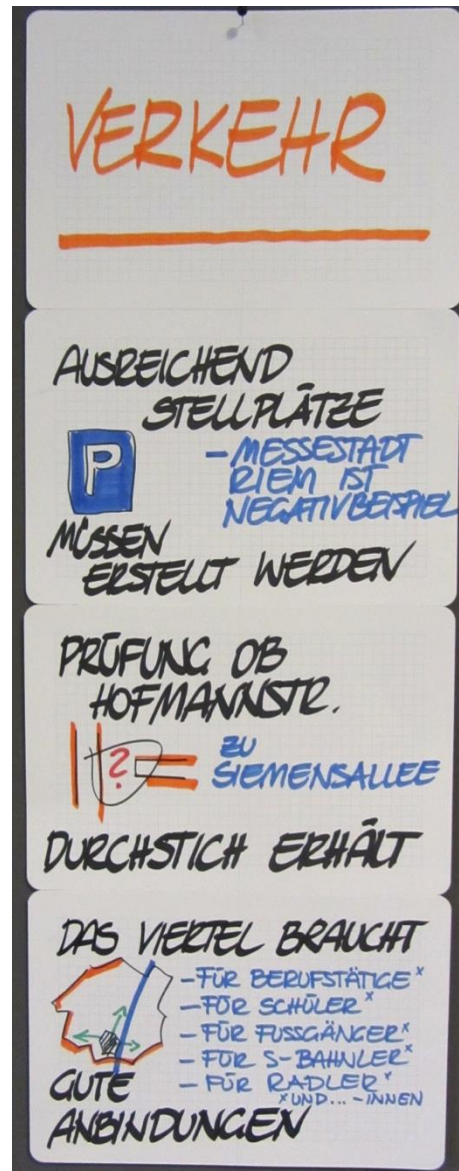 VERKEHR
AUSREICHEND
STELLPLÄTZE
P
- MESSESTADT
RIEM IST
NEGATIVBEISPIEL
MÜSSEN
ERSTELLT WERDEN
PRÜFUNG OB
HOFMANNSTR.
?
ZU
SIEMENSALLEE
DURCHSTICH ERHÄLT
DAS VIERTEL BRAUCHT
- FÜR BERUFSTÄTIGE x
- FÜR SCHÜLER x
- FÜR FUSSGÄNGER x
- FÜR S-BAHNLER x
- FÜR RADLER x
x UND... -INNEN
GUTE
ANBINDUNGEN